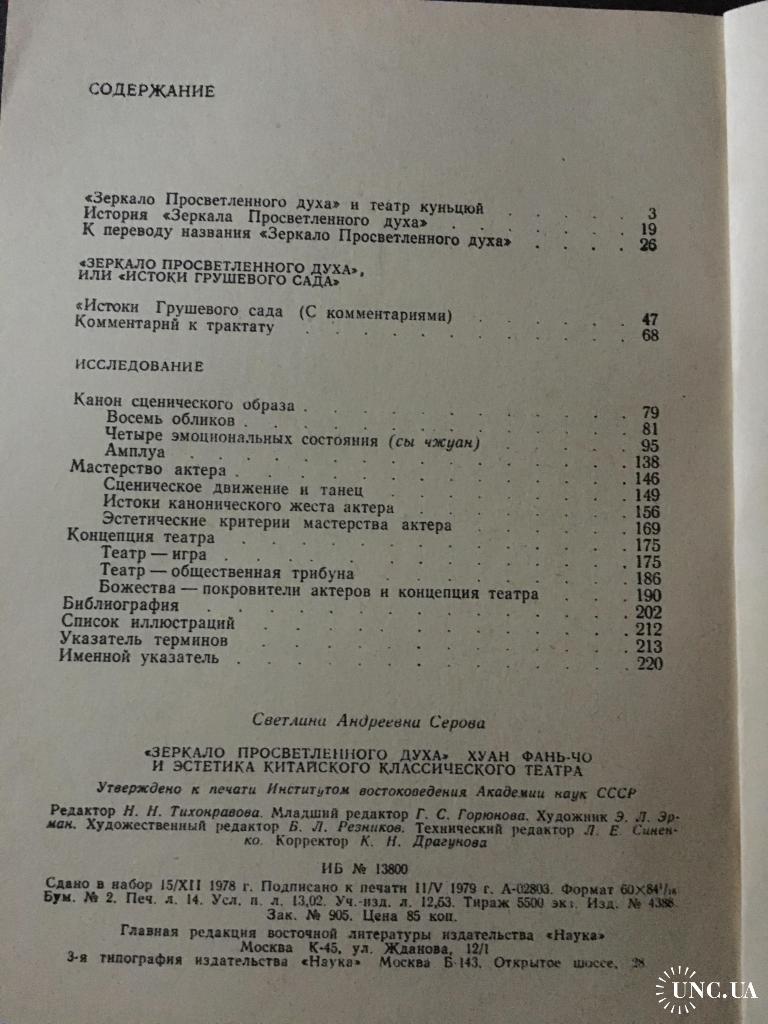 СОДЕРЖАНИЕ
«Зеркало Просветленного духа» и театр куньцюй . . . . 3
История «Зеркала Просветленного духа» . . . . . 19
К переводу названия «Зеркало Просветленного духа» . . . . 26
«ЗЕРКАЛО ПРОСВЕТЛЕННОГО ДУХА»,
ИЛИ «ИСТОКИ ГРУШЕВОГО САДА»
«Истоки Грушевого сада (С комментариями) . . . . . 47
Комментарий к трактату . . . . . . . . 68
ИССЛЕДОВАНИЕ
Канон сценического образа . . . . . . . . 79
Восемь обликов . . . . . . . . . 81
Четыре эмоциональных состояния (сы чжуан) . . . . 95
Амплуа . . . . . . . . . . 138
Мастерство актера . . . . . . . . . 146
Сценическое движение и танец . . . . . . 149
Истоки канонического жеста актера . . . . . 156
Эстетические критерии мастерства актера . . . . 169
Концепция театра . . . . . . . . . 175
Театр — игра . . . . . . . . . 175
Театр — общественная трибуна . . . . . . 186
Божества — покровители актеров и концепция театра . . . 190
Библиография . . . . . . . . . . 202
Список иллюстраций . . . . . . . . . 212
Указатель терминов . . . . . . . . . 213
Именной указатель . . . . . . . . . 220
Светлана Андреевна Серова
«ЗЕРКАЛО ПРОСВЕТЛЕННОГО ДУХА» ХУАН ФАНЬ-ЧО
И ЭСТЕТИКА КИТАЙСКОГО КЛАССИЧЕСКОГО ТЕАТРА
Утверждено к печати Институтом востоковедения Академии наук СССР
Редактор Н. Н. Тихонравова. Младший редактор Г. С. Горюнова. Художник Э. Л. Эр-
ман. Художественный редактор Б. Л. Резников. Технический редактор Л. Е. Синен-
ко. Корректор К. Н. Драгунова
ИБ № 13800
Сдано в набор 15/XII 1978 г. Подписано к печати 11/V 1979 г. А-02803. Формат 60×84¹/₁₆
Бум. № 2. Печ. л. 14. Усл. п. л. 13,02. Уч.-изд. л. 12,53. Тираж 5500 экз. Изд. № 4388
Зак. № 905. Цена 85 коп.
Главная редакция восточной литературы издательства «Наука»
Москва К-45, ул. Жданова, 12/1
3-я типография издательства «Наука» Москва Б-143, Открытое шоссе, 28
UNC.UA